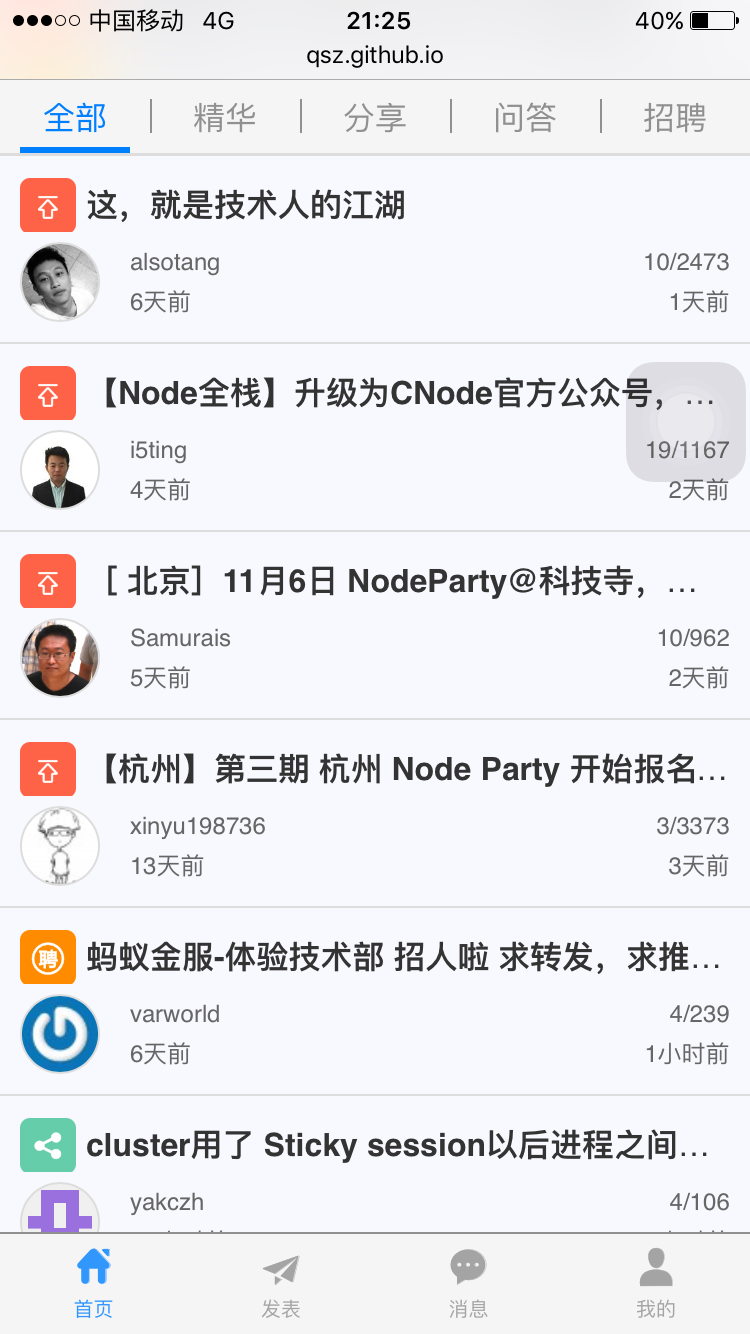 中国移动 4G 21:25 40%
qsz.github.io
全部 精华 分享 问答 招聘
这，就是技术人的江湖
alsotang 10/2473
6天前 1天前
【Node全栈】升级为CNode官方公众号，…
i5ting 19/1167
4天前 2天前
［ 北京］11月6日 NodeParty@科技寺，…
Samurais 10/962
5天前 2天前
【杭州】第三期 杭州 Node Party 开始报名…
xinyu198736 3/3373
13天前 3天前
聘 蚂蚁金服-体验技术部 招人啦 求转发，求推…
varworld 4/239
6天前 1小时前
cluster用了 Sticky session以后进程之间…
yakczh 4/106
首页 发表 消息 我的